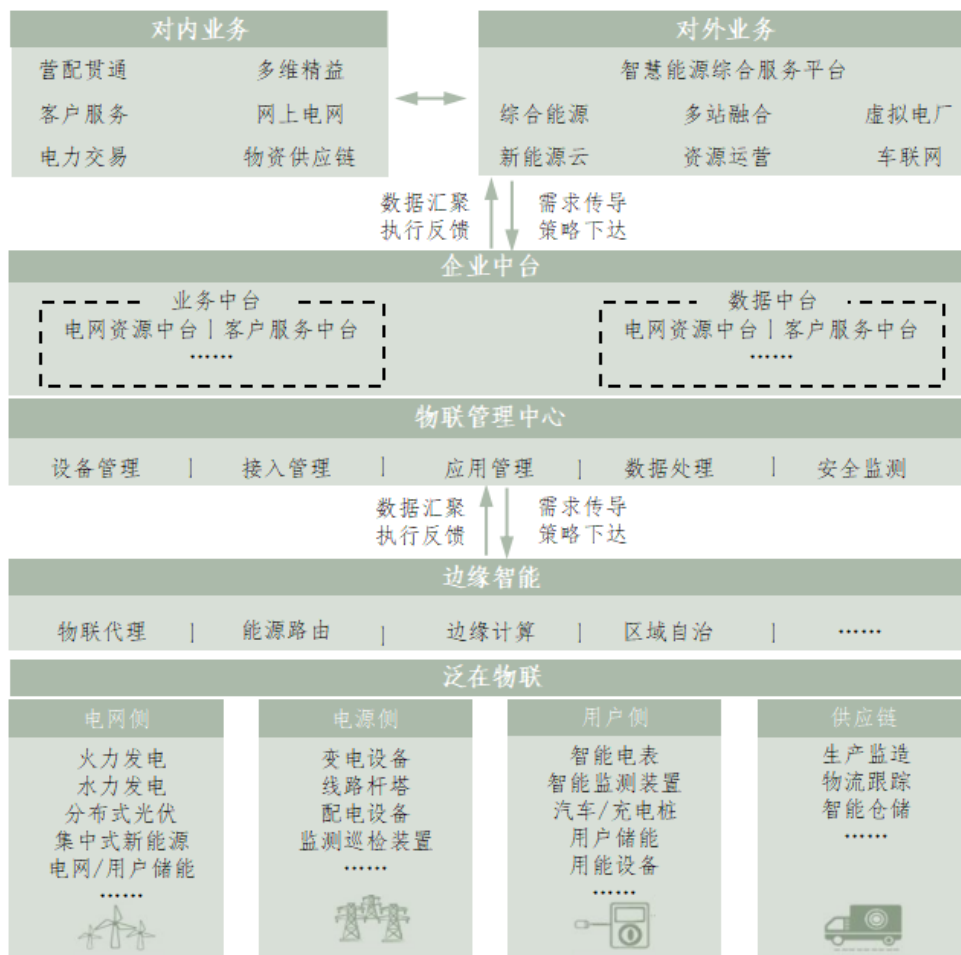 对内业务
营配贯通 多维精益
客户服务 网上电网
电力交易 物资供应链
对外业务
智慧能源综合服务平台
综合能源 多站融合 虚拟电厂
新能源云 资源运营 车联网
数据汇聚
执行反馈
需求传导
策略下达
企业中台
业务中台
电网资源中台 | 客户服务中台
……
数据中台
电网资源中台 | 客户服务中台
……
物联管理中心
设备管理 | 接入管理 | 应用管理 | 数据处理 | 安全监测
数据汇聚
执行反馈
需求传导
策略下达
边缘智能
物联代理 | 能源路由 | 边缘计算 | 区域自治 | ……
泛在物联
电网侧
火力发电
水力发电
分布式光伏
集中式新能源
电网/用户储能
……
电源侧
变电设备
线路杆塔
配电设备
监测巡检装置
……
用户侧
智能电表
智能监测装置
汽车/充电桩
用户储能
用能设备
……
供应链
生产监造
物流跟踪
智能仓储
……